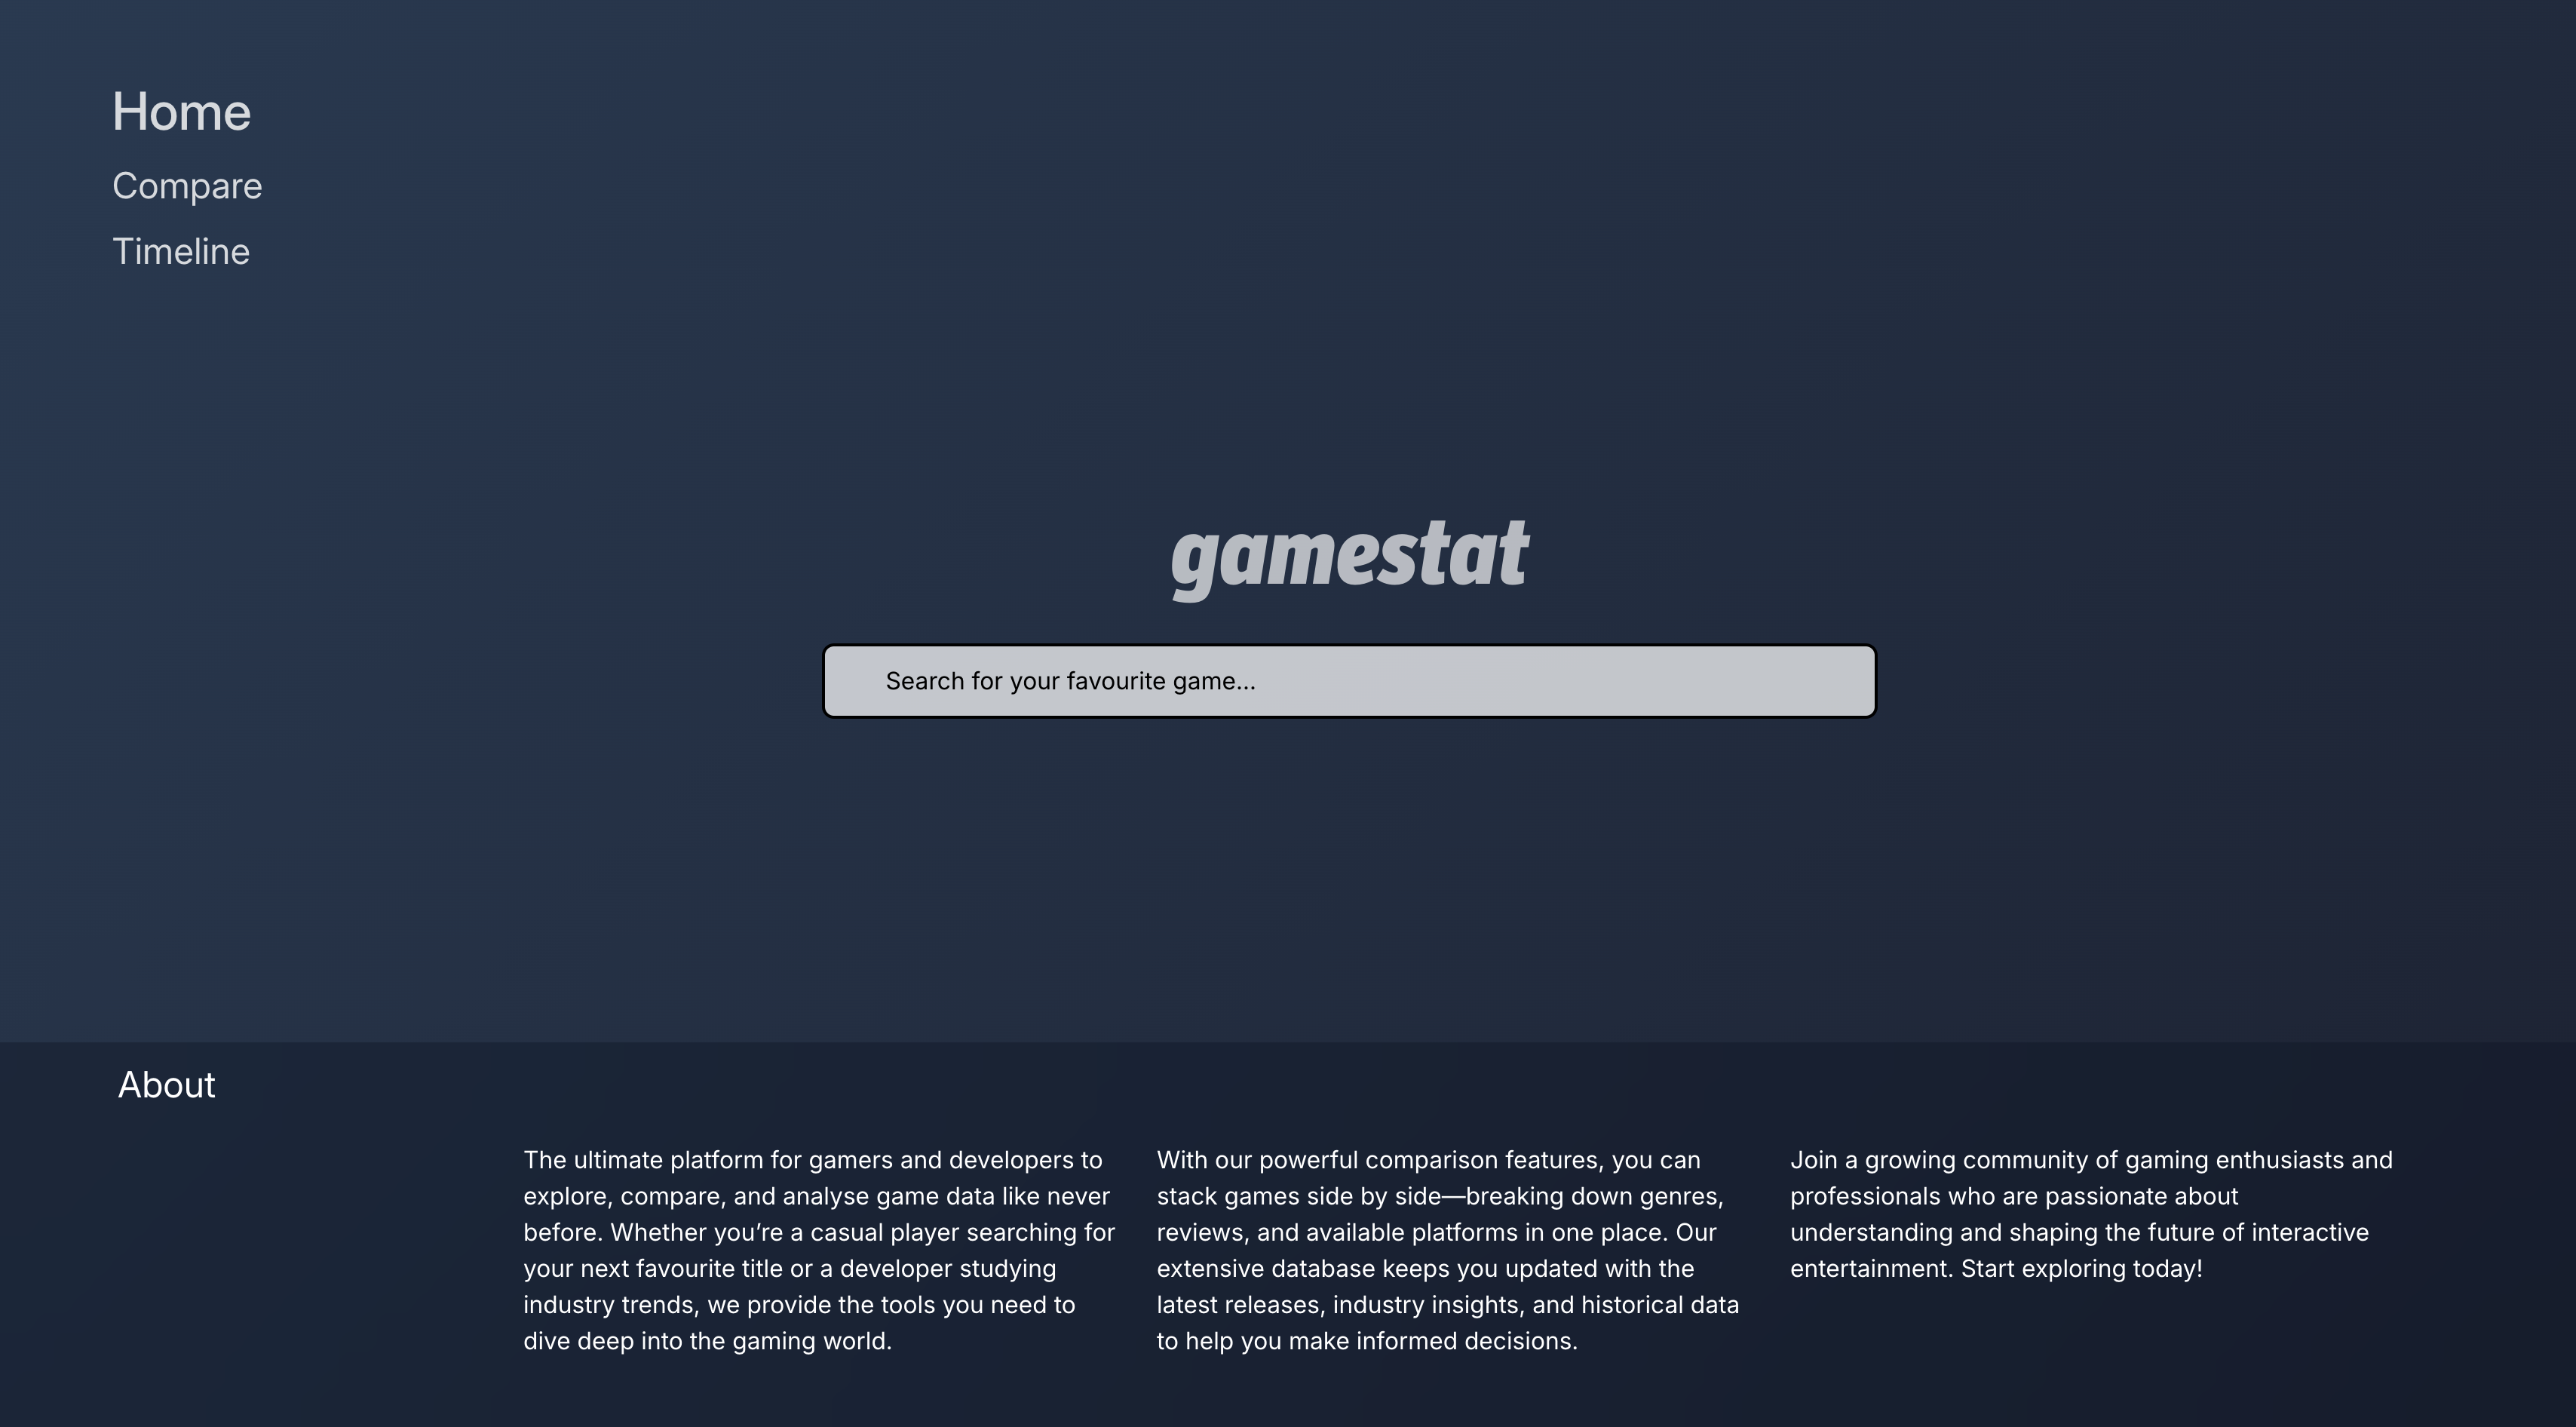 Home
Compare
Timeline
gamestat
Search for your favourite game...
About
The ultimate platform for gamers and developers to
explore, compare, and analyse game data like never
before. Whether you’re a casual player searching for
your next favourite title or a developer studying
industry trends, we provide the tools you need to
dive deep into the gaming world.
With our powerful comparison features, you can
stack games side by side—breaking down genres,
reviews, and available platforms in one place. Our
extensive database keeps you updated with the
latest releases, industry insights, and historical data
to help you make informed decisions.
Join a growing community of gaming enthusiasts and
professionals who are passionate about
understanding and shaping the future of interactive
entertainment. Start exploring today!